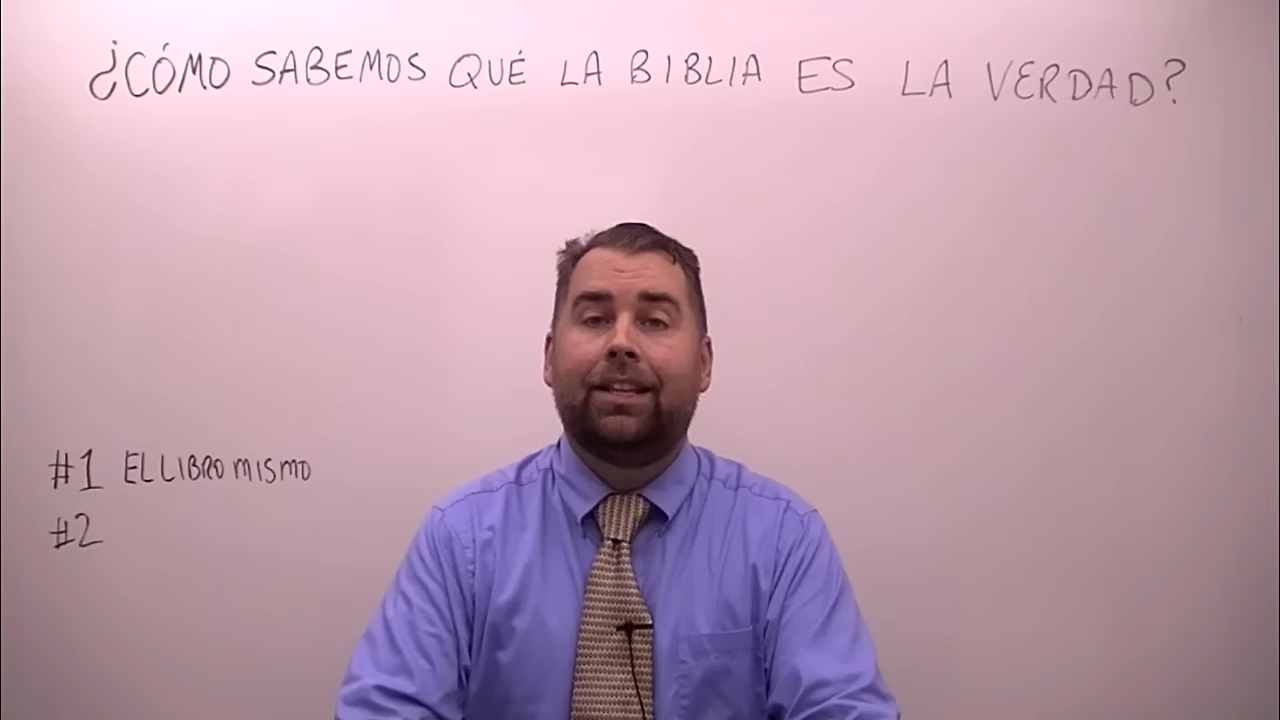 ¿CÓMO SABEMOS QUÉ LA BIBLIA ES LA VERDAD?
#1 EL LIBRO MISMO
#2